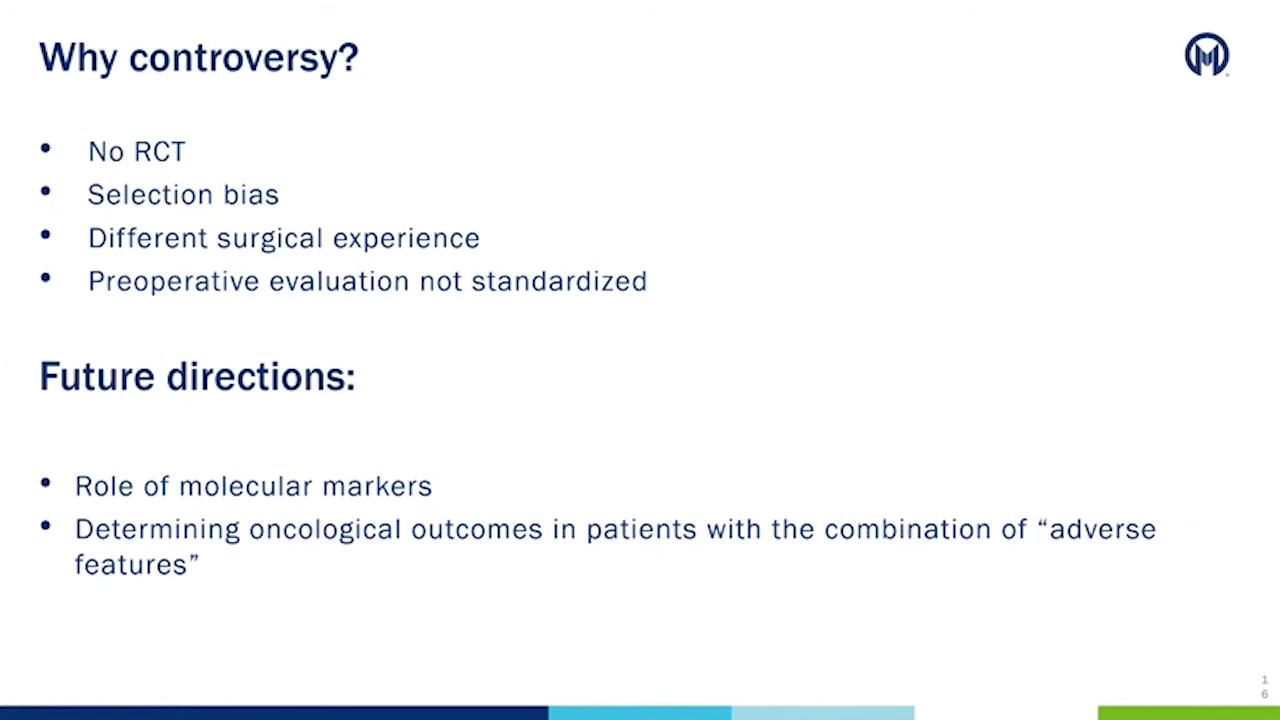 Why controversy?
• No RCT
• Selection bias
• Different surgical experience
• Preoperative evaluation not standardized
Future directions:
• Role of molecular markers
• Determining oncological outcomes in patients with the combination of “adverse
features”
1
6